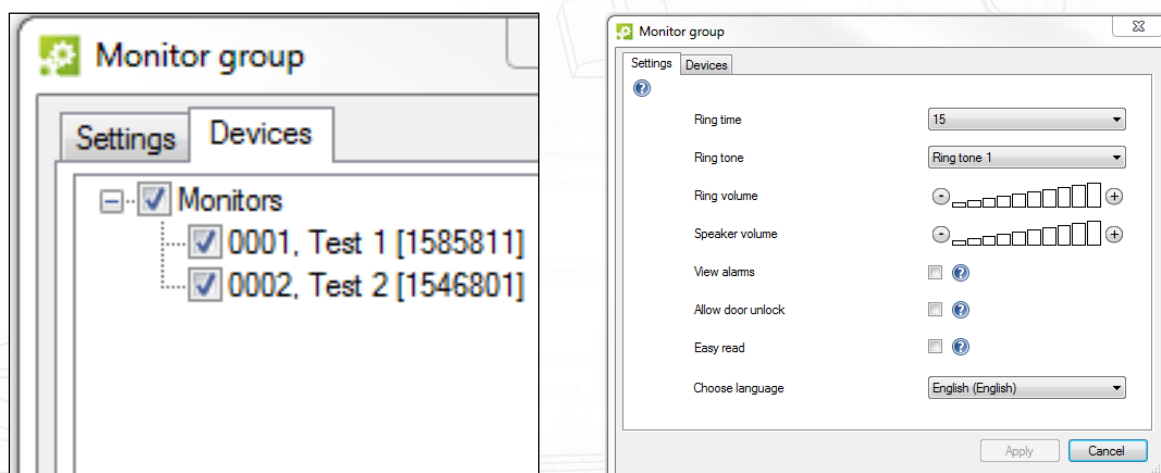 Monitor group
Settings Devices
Monitors
0001, Test 1 [1585811]
0002, Test 2 [1546801]
Monitor group
Settings Devices
Ring time 15
Ring tone Ring tone 1
Ring volume - +
Speaker volume - +
View alarms ?
Allow door unlock ?
Easy read ?
Choose language English (English)
Apply Cancel